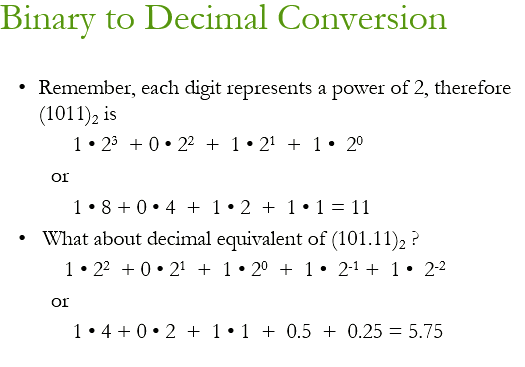 Binary to Decimal Conversion
• Remember, each digit represents a power of 2, therefore
(1011)₂ is
1 • 2³ + 0 • 2² + 1 • 2¹ + 1 • 2⁰
or
1 • 8 + 0 • 4 + 1 • 2 + 1 • 1 = 11
• What about decimal equivalent of (101.11)₂ ?
1 • 2² + 0 • 2¹ + 1 • 2⁰ + 1 • 2⁻¹ + 1 • 2⁻²
or
1 • 4 + 0 • 2 + 1 • 1 + 0.5 + 0.25 = 5.75